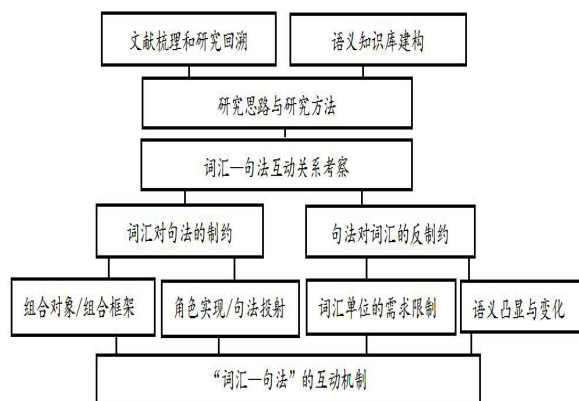 文献梳理和研究回溯
语义知识库建构
研究思路与研究方法
词汇—句法互动关系考察
词汇对句法的制约
句法对词汇的反制约
组合对象/组合框架
角色实现/句法投射
词汇单位的需求限制
语义凸显与变化
“词汇—句法”的互动机制